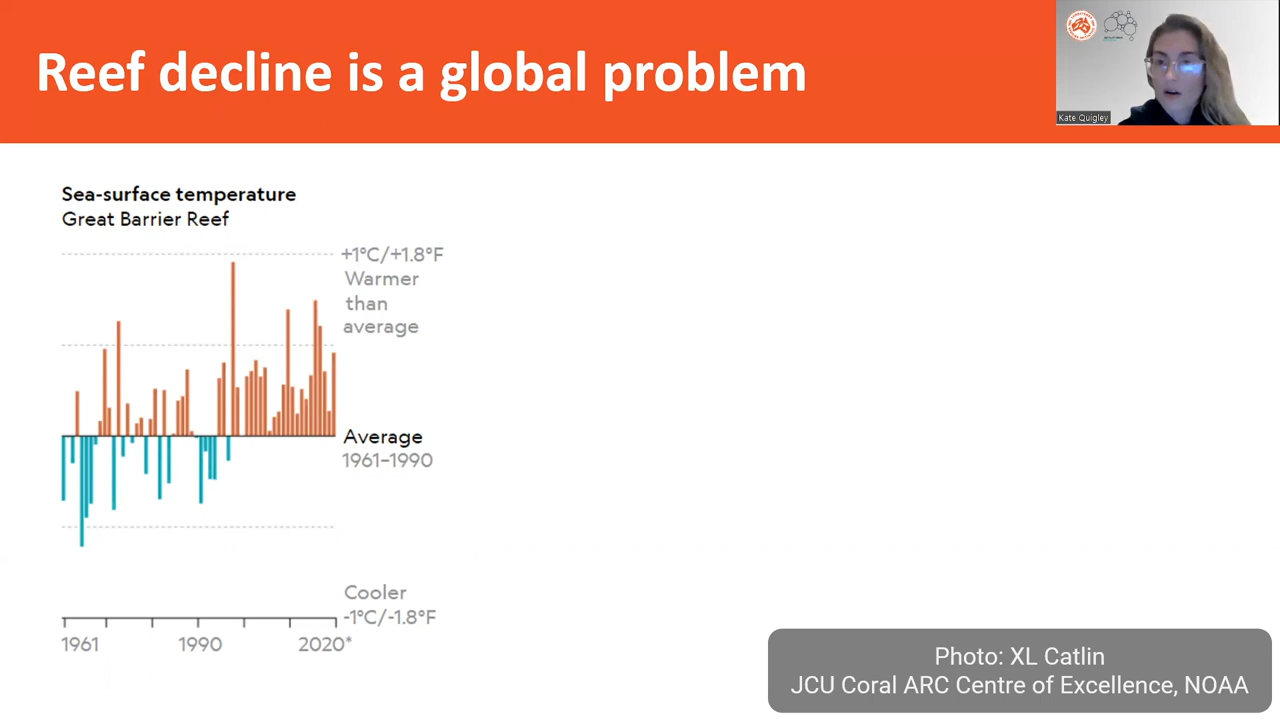 Reef decline is a global problem
Kate Quigley
Sea-surface temperature
Great Barrier Reef
+1°C/+1.8°F
Warmer
than
average
Average
1961–1990
Cooler
-1°C/-1.8°F
1961 1990 2020*
Photo: XL Catlin
JCU Coral ARC Centre of Excellence, NOAA